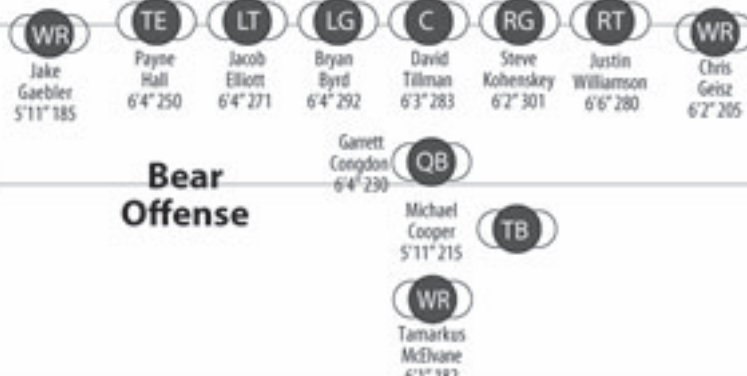 WR
TE
LT
LG
C
RG
RT
WR
Jake
Gaebler
5'11" 185
Payne
Hall
6'4" 250
Jacob
Elliott
6'4" 271
Bryan
Byrd
6'4" 292
David
Tillman
6'3" 283
Steve
Kohenskey
6'2" 301
Justin
Williamson
6'6" 280
Chris
Geisz
6'2" 205
Garrett
Congdon
6'4" 230
QB
Bear
Offense
Michael
Cooper
5'11" 215
TB
WR
Tamarkus
McElvane